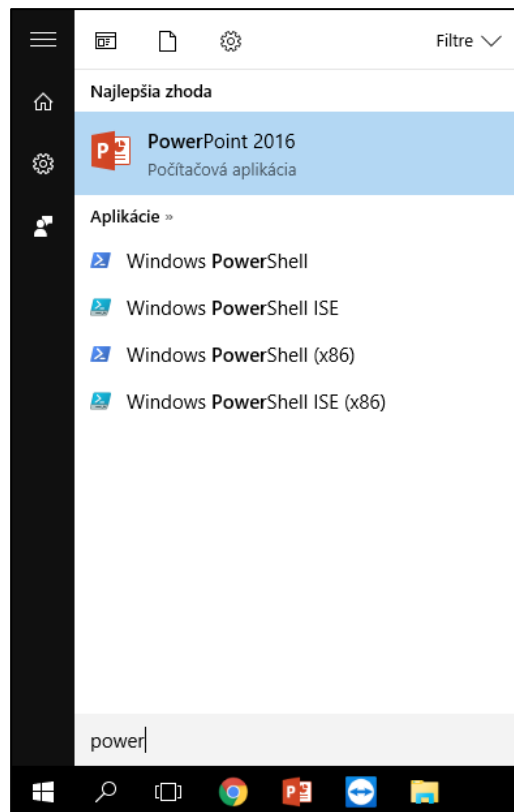 Filtre
Najlepšia zhoda
PowerPoint 2016
Počítačová aplikácia
Aplikácie »
Windows PowerShell
Windows PowerShell ISE
Windows PowerShell (x86)
Windows PowerShell ISE (x86)
power